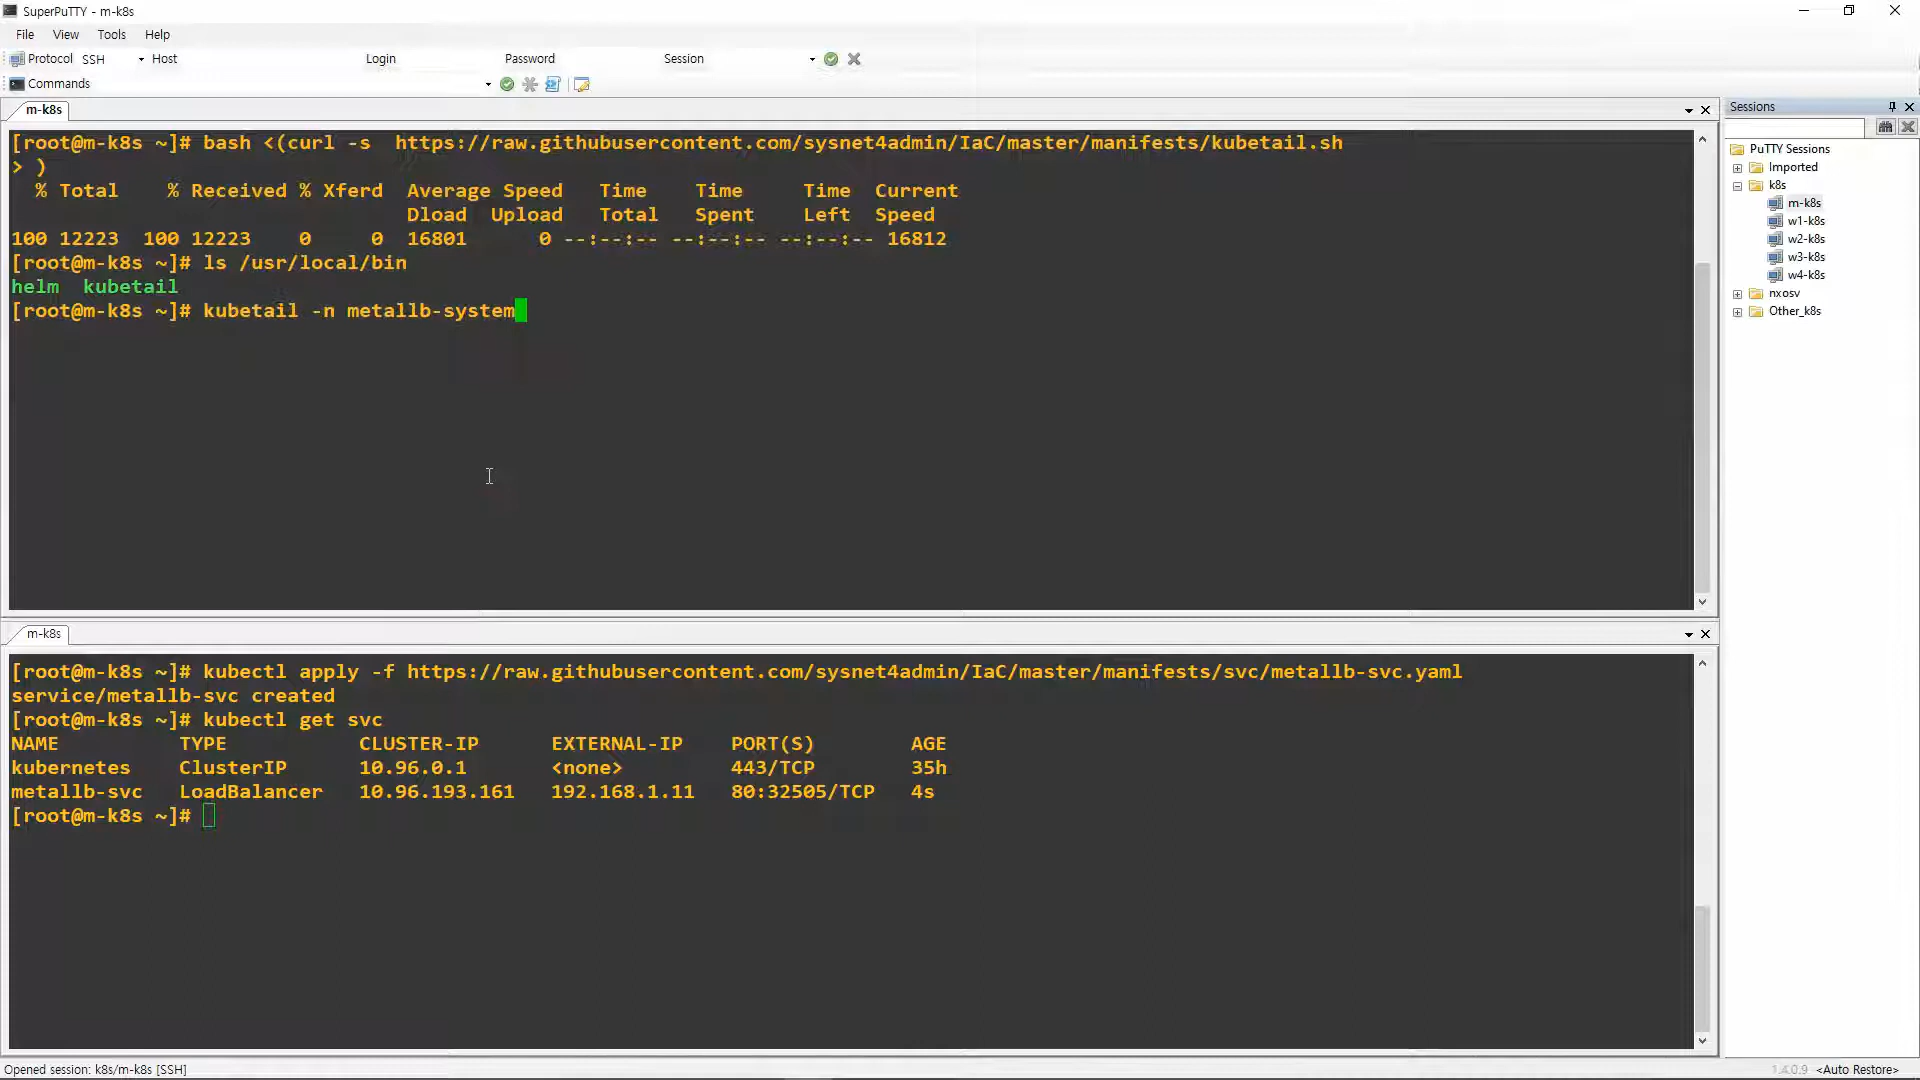 SuperPuTTY - m-k8s
File View Tools Help
Protocol SSH Host Login Password Session
Commands
m-k8s
[root@m-k8s ~]# bash <(curl -s  https://raw.githubusercontent.com/sysnet4admin/IaC/master/manifests/kubetail.sh
> )
% Total % Received % Xferd Average Speed Time Time Time Current
Dload Upload Total Spent Left Speed
100 12223 100 12223 0 0 16801 0 --:--:-- --:--:-- --:--:-- 16812
[root@m-k8s ~]# ls /usr/local/bin
helm kubetail
[root@m-k8s ~]# kubetail -n metallb-system
m-k8s
[root@m-k8s ~]# kubectl apply -f https://raw.githubusercontent.com/sysnet4admin/IaC/master/manifests/svc/metallb-svc.yaml
service/metallb-svc created
[root@m-k8s ~]# kubectl get svc
NAME TYPE CLUSTER-IP EXTERNAL-IP PORT(S) AGE
kubernetes ClusterIP 10.96.0.1 <none> 443/TCP 35h
metallb-svc LoadBalancer 10.96.193.161 192.168.1.11 80:32505/TCP 4s
[root@m-k8s ~]#
Sessions
PuTTY Sessions
Imported
k8s
m-k8s
w1-k8s
w2-k8s
w3-k8s
w4-k8s
nxosv
Other_k8s
Opened session: k8s/m-k8s [SSH]
1.4.0.9 <Auto Restore>